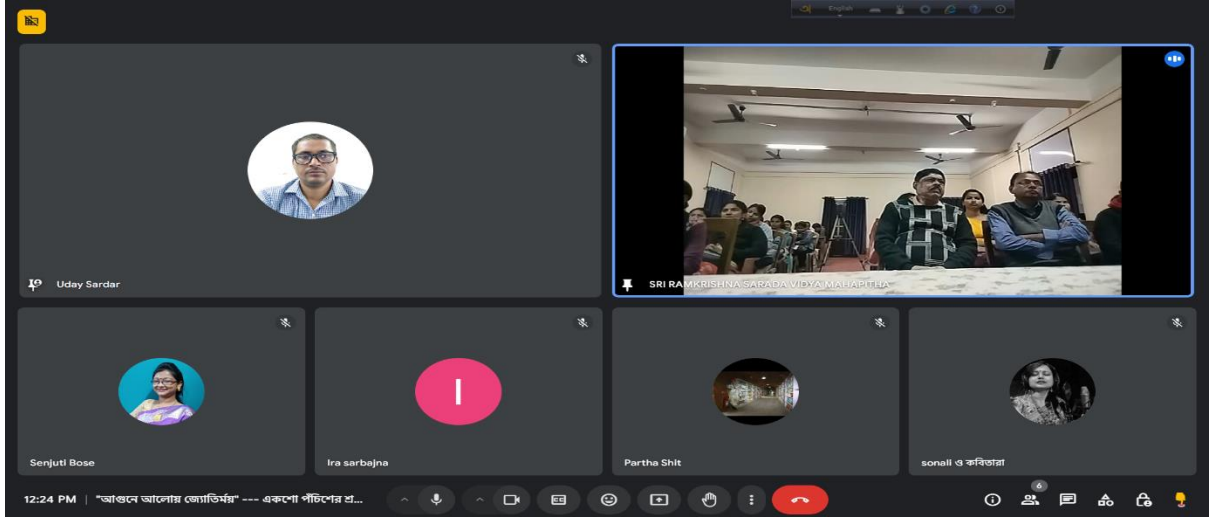 English
Uday Sardar
SRI RAMKRISHNA SARADA VIDYA MAHAPITHA
Senjuti Bose
Ira sarbajna
I
Partha Shit
sonali ও কবিতারা
12:24 PM | "আগুনে আলোয় জ্যোতির্ময়" --- একশো পঁচিশের শ্র...
6